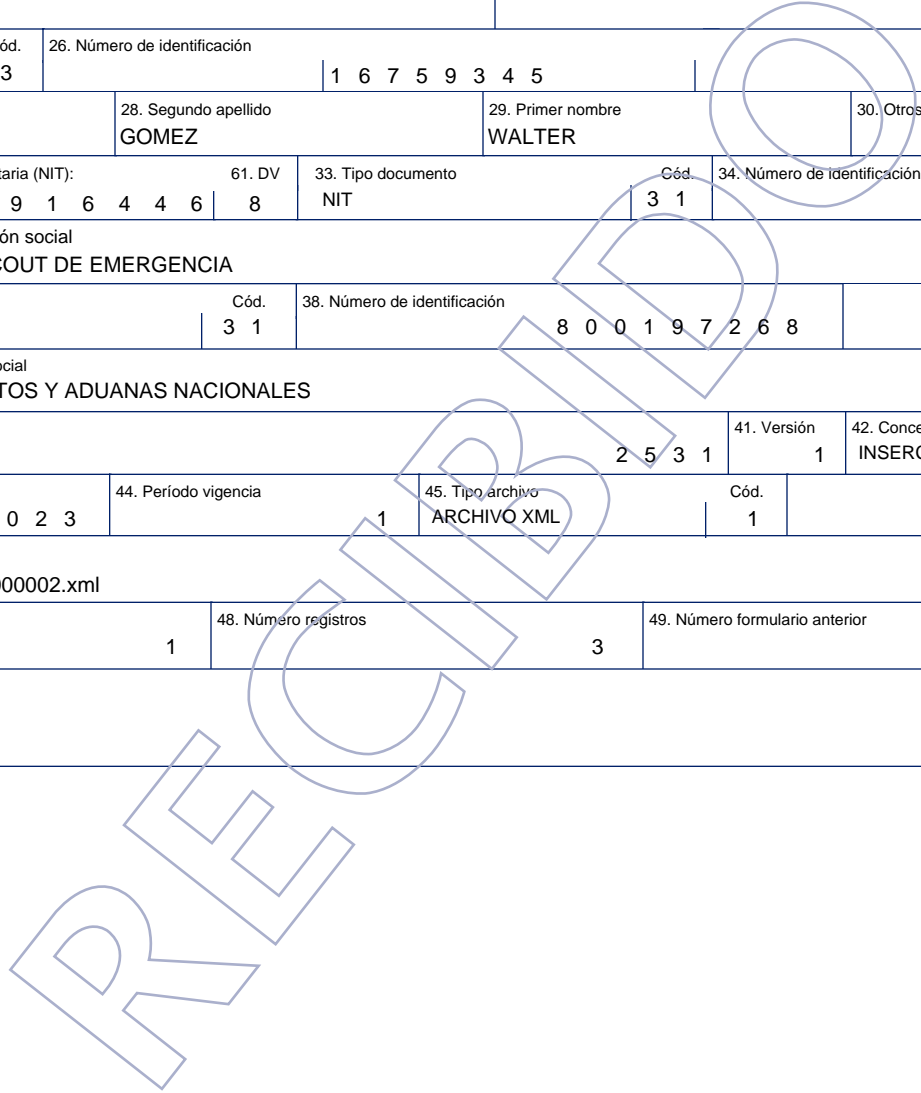 ód. 26. Número de identificación
3 1 6 7 5 9 3 4 5
28. Segundo apellido 29. Primer nombre 30. Otros
GOMEZ WALTER
taria (NIT): 61. DV 33. Tipo documento Cód. 34. Número de identificación
9 1 6 4 4 6 8 NIT 3 1
ón social
COUT DE EMERGENCIA
Cód. 38. Número de identificación
3 1 8 0 0 1 9 7 2 6 8
ocial
TOS Y ADUANAS NACIONALES
41. Versión 42. Conce
2 5 3 1 1 INSERC
44. Período vigencia 45. Tipo archivo Cód.
0 2 3 1 ARCHIVO XML 1
000002.xml
48. Número registros 49. Número formulario anterior
1 3
RECIBIDO